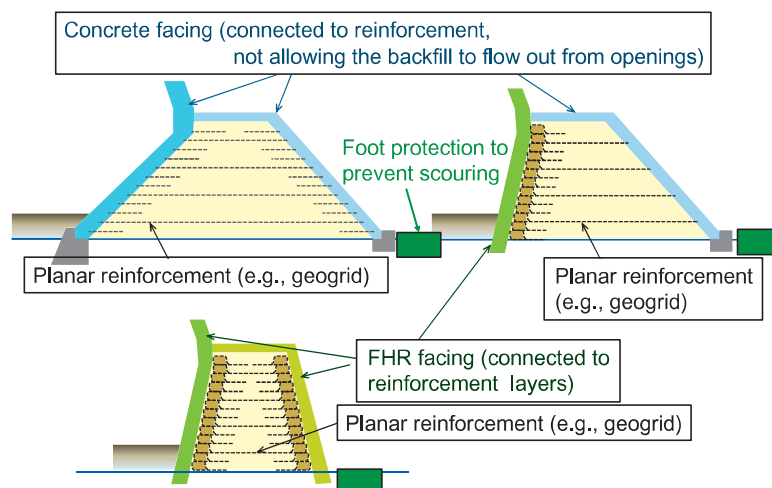 Concrete facing (connected to reinforcement,
not allowing the backfill to flow out from openings)
Foot protection to
prevent scouring
Planar reinforcement (e.g., geogrid)
Planar reinforcement
(e.g., geogrid)
FHR facing (connected to
reinforcement layers)
Planar reinforcement (e.g., geogrid)